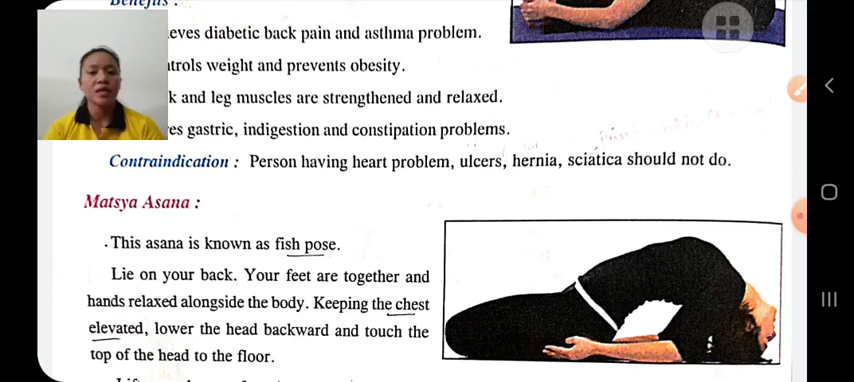 Benefits :
ieves diabetic back pain and asthma problem.
trols weight and prevents obesity.
k and leg muscles are strengthened and relaxed.
es gastric, indigestion and constipation problems.
Contraindication : Person having heart problem, ulcers, hernia, sciatica should not do.
Matsya Asana :
This asana is known as fish pose.
Lie on your back. Your feet are together and
hands relaxed alongside the body. Keeping the chest
elevated, lower the head backward and touch the
top of the head to the floor.